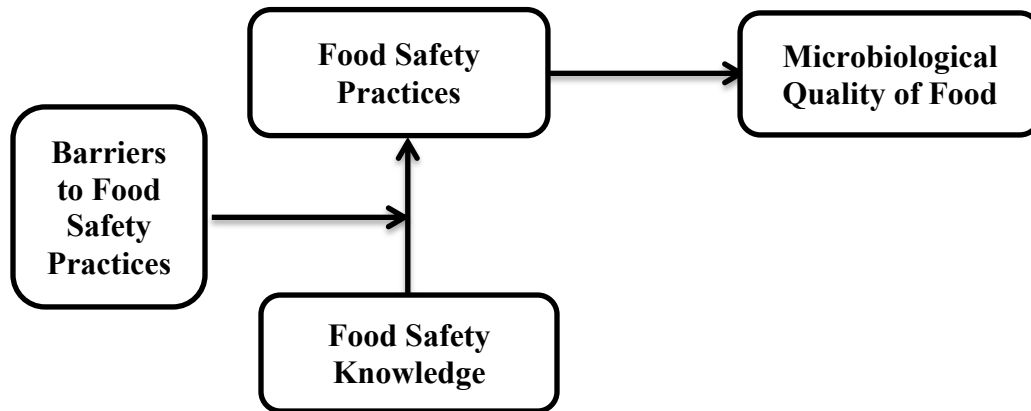 Food Safety
Practices
Microbiological
Quality of Food
Barriers
to Food
Safety
Practices
Food Safety
Knowledge